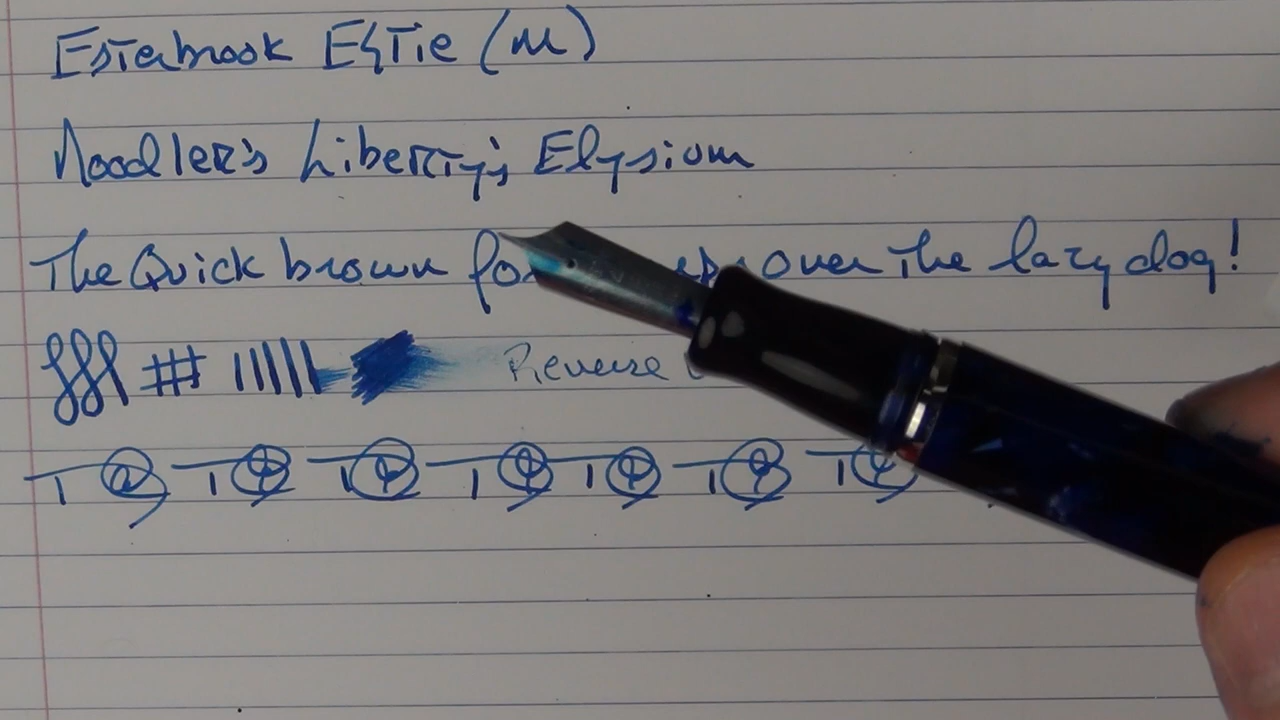 Esterbrook Estie (M)
Noodler's Liberty's Elysium
The Quick brown over The lazy dog!
Reverse